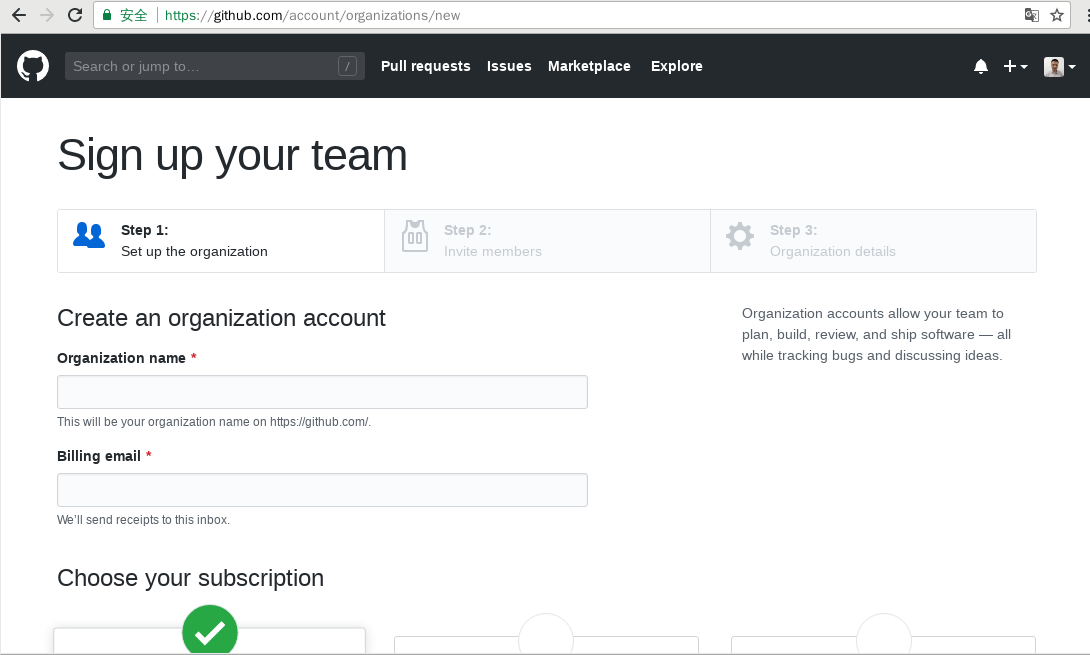 安全 https://github.com/account/organizations/new
Search or jump to… / Pull requests Issues Marketplace Explore
Sign up your team
Step 1:
Set up the organization
Step 2:
Invite members
Step 3:
Organization details
Create an organization account
Organization name *
This will be your organization name on https://github.com/.
Billing email *
We’ll send receipts to this inbox.
Organization accounts allow your team to
plan, build, review, and ship software — all
while tracking bugs and discussing ideas.
Choose your subscription